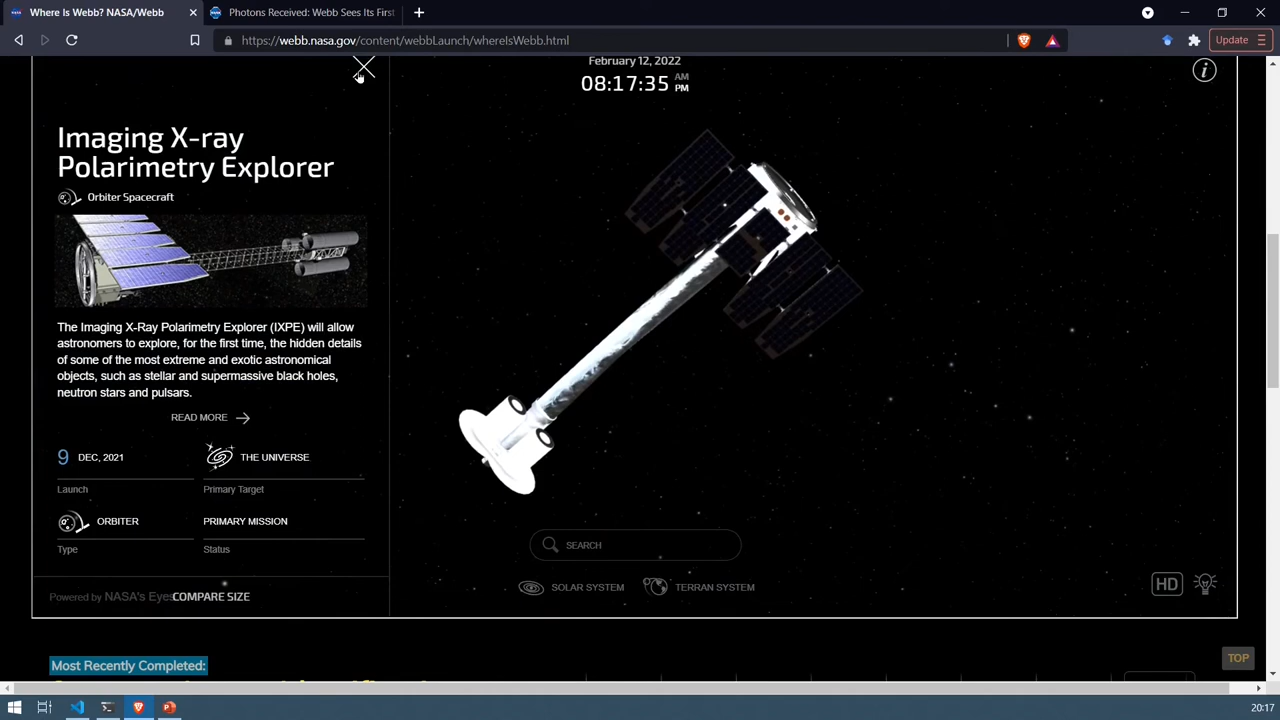 Where Is Webb? NASA/Webb
Photons Received: Webb Sees Its First
https://webb.nasa.gov/content/webbLaunch/whereIsWebb.html
Update
February 12, 2022
08:17:35 AM PM
Imaging X-ray
Polarimetry Explorer
Orbiter Spacecraft
The Imaging X-Ray Polarimetry Explorer (IXPE) will allow
astronomers to explore, for the first time, the hidden details
of some of the most extreme and exotic astronomical
objects, such as stellar and supermassive black holes,
neutron stars and pulsars.
READ MORE
9 DEC, 2021
THE UNIVERSE
Launch
Primary Target
ORBITER
PRIMARY MISSION
Type
Status
SEARCH
SOLAR SYSTEM
TERRAN SYSTEM
HD
Powered by NASA's Eyes
COMPARE SIZE
Most Recently Completed:
TOP
20:17